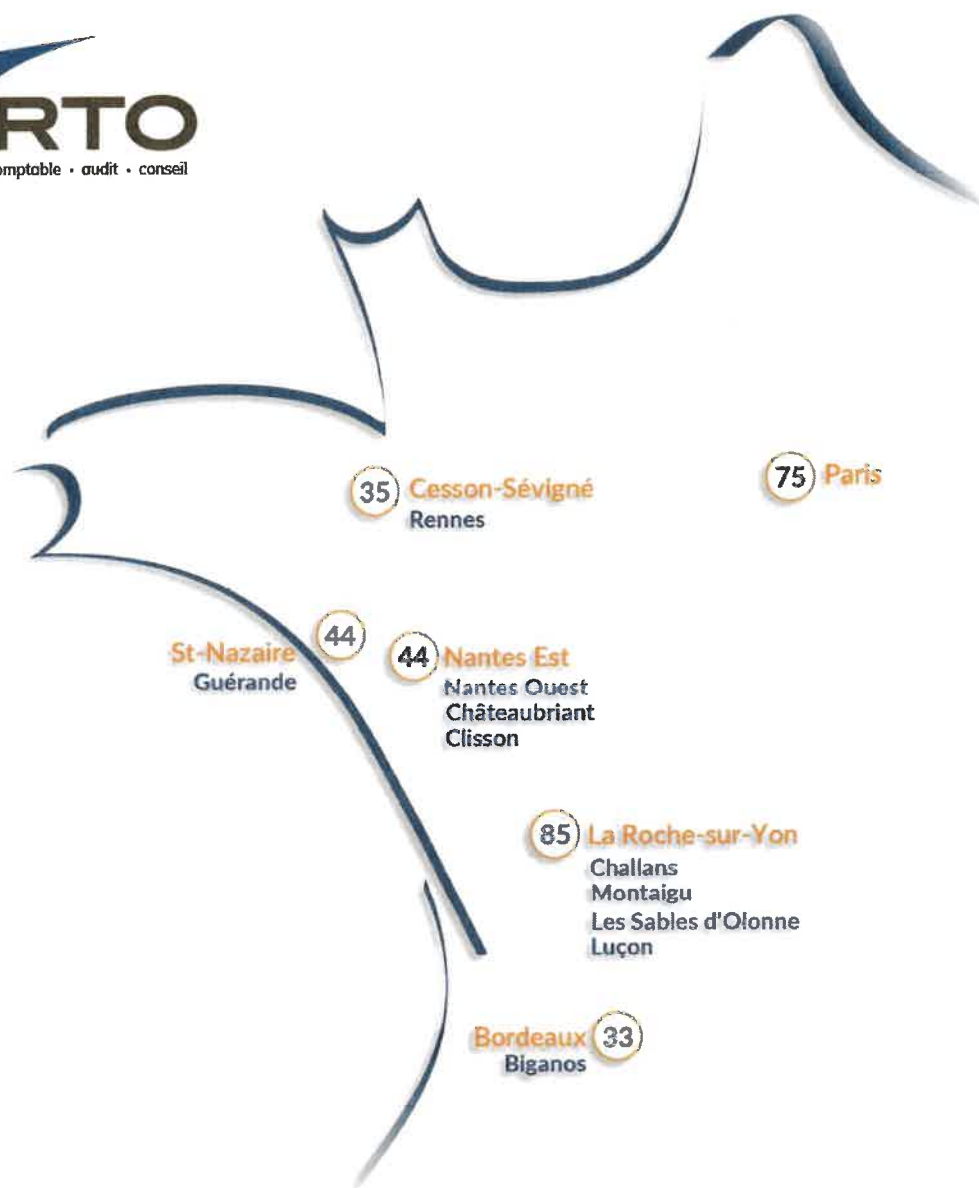 RTO
omptable • audit • conseil
35 Cesson-Sévigné
Rennes
75 Paris
St-Nazaire 44
Guérande
44 Nantes Est
Nantes Ouest
Châteaubriant
Clisson
85 La Roche-sur-Yon
Challans
Montaigu
Les Sables d'Olonne
Luçon
Bordeaux 33
Biganos